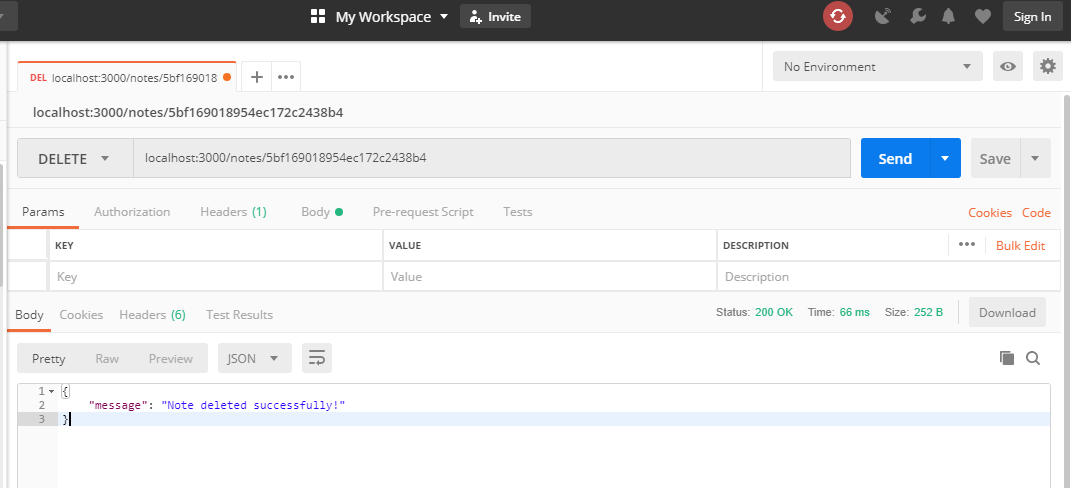 My Workspace Invite Sign In
DEL localhost:3000/notes/5bf169018 + ••• No Environment
localhost:3000/notes/5bf169018954ec172c2438b4
DELETE localhost:3000/notes/5bf169018954ec172c2438b4 Send Save
Params Authorization Headers (1) Body Pre-request Script Tests Cookies Code
KEY VALUE DESCRIPTION ••• Bulk Edit
Key Value Description
Body Cookies Headers (6) Test Results Status: 200 OK Time: 66 ms Size: 252 B Download
Pretty Raw Preview JSON
1 {
2 "message": "Note deleted successfully!"
3 }